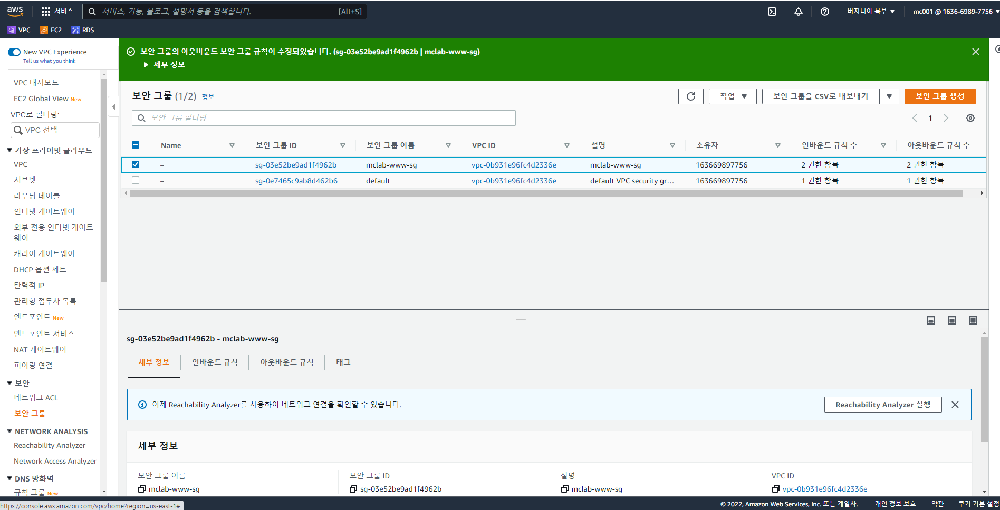 aws
서비스
서비스, 기능, 블로그, 설명서 등을 검색합니다.
[Alt+S]
버지니아 북부 ▼
mc001 @ 1636-6989-7756 ▼
VPC
EC2
RDS
New VPC Experience
Tell us what you think
VPC 대시보드
EC2 Global View New
VPC로 필터링:
VPC 선택
▼ 가상 프라이빗 클라우드
VPC
서브넷
라우팅 테이블
인터넷 게이트웨이
외부 전용 인터넷 게이트
웨이
캐리어 게이트웨이
DHCP 옵션 세트
탄력적 IP
관리형 접두사 목록
엔드포인트 New
엔드포인트 서비스
NAT 게이트웨이
피어링 연결
▼ 보안
네트워크 ACL
보안 그룹
▼ NETWORK ANALYSIS
Reachability Analyzer
Network Access Analyzer
▼ DNS 방화벽
규칙 그룹 New
보안 그룹의 아웃바운드 보안 그룹 규칙이 수정되었습니다. (sg-03e52be9ad1f4962b | mclab-www-sg)
▶ 세부 정보
보안 그룹 (1/2) 정보
작업 ▼
보안 그룹을 CSV로 내보내기 ▼
보안 그룹 생성
보안 그룹 필터링
1
Name 보안 그룹 ID 보안 그룹 이름 VPC ID 설명 소유자 인바운드 규칙 수 아웃바운드 규칙 수
– sg-03e52be9ad1f4962b mclab-www-sg vpc-0b931e96fc4d2336e mclab-www-sg 163669897756 2 권한 항목 2 권한 항목
– sg-0e7465c9ab8d462b6 default vpc-0b931e96fc4d2336e default VPC security gr... 163669897756 1 권한 항목 1 권한 항목
sg-03e52be9ad1f4962b - mclab-www-sg
세부 정보 인바운드 규칙 아웃바운드 규칙 태그
이제 Reachability Analyzer를 사용하여 네트워크 연결을 확인할 수 있습니다.
Reachability Analyzer 실행
세부 정보
보안 그룹 이름
mclab-www-sg
보안 그룹 ID
sg-03e52be9ad1f4962b
설명
mclab-www-sg
VPC ID
vpc-0b931e96fc4d2336e
https://console.aws.amazon.com/vpc/home?region=us-east-1#
© 2022, Amazon Web Services, Inc. 또는 계열사. 개인 정보 보호 약관 쿠키 기본 설정